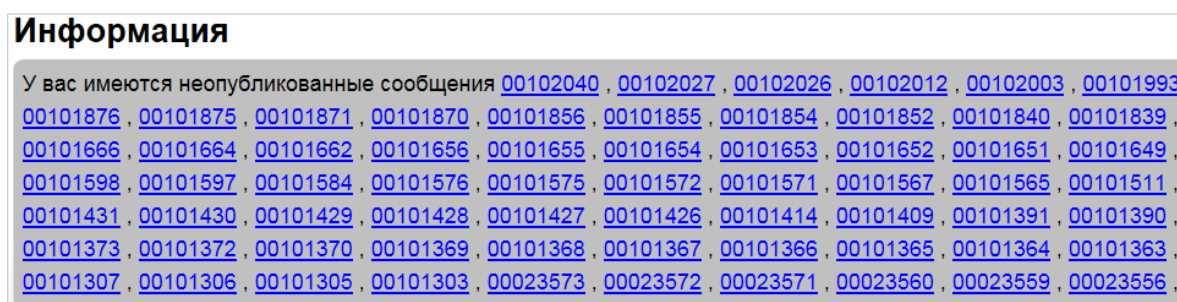 Информация
У вас имеются неопубликованные сообщения 00102040 , 00102027 , 00102026 , 00102012 , 00102003 , 00101993
00101876 , 00101875 , 00101871 , 00101870 , 00101856 , 00101855 , 00101854 , 00101852 , 00101840 , 00101839 ,
00101666 , 00101664 , 00101662 , 00101656 , 00101655 , 00101654 , 00101653 , 00101652 , 00101651 , 00101649 ,
00101598 , 00101597 , 00101584 , 00101576 , 00101575 , 00101572 , 00101571 , 00101567 , 00101565 , 00101511 ,
00101431 , 00101430 , 00101429 , 00101428 , 00101427 , 00101426 , 00101414 , 00101409 , 00101391 , 00101390 ,
00101373 , 00101372 , 00101370 , 00101369 , 00101368 , 00101367 , 00101366 , 00101365 , 00101364 , 00101363 ,
00101307 , 00101306 , 00101305 , 00101303 , 00023573 , 00023572 , 00023571 , 00023560 , 00023559 , 00023556 ,